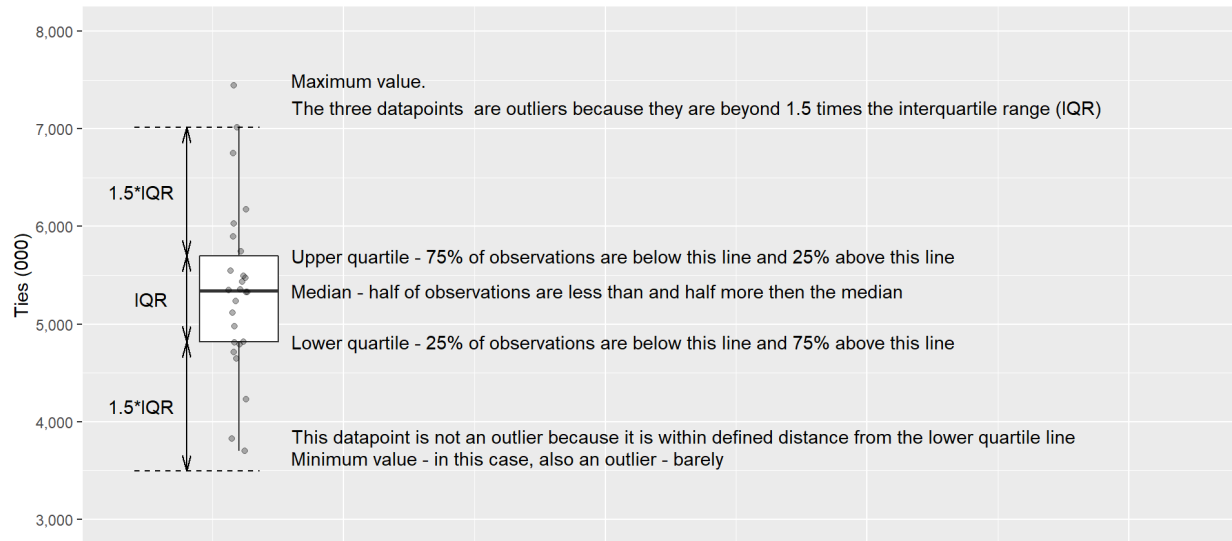 8,000
Maximum value.
The three datapoints  are outliers because they are beyond 1.5 times the interquartile range (IQR)
7,000
1.5*IQR
6,000
Upper quartile - 75% of observations are below this line and 25% above this line
Ties (000)
IQR
Median - half of observations are less than and half more then the median
5,000
Lower quartile - 25% of observations are below this line and 75% above this line
1.5*IQR
4,000
This datapoint is not an outlier because it is within defined distance from the lower quartile line
Minimum value - in this case, also an outlier - barely
3,000